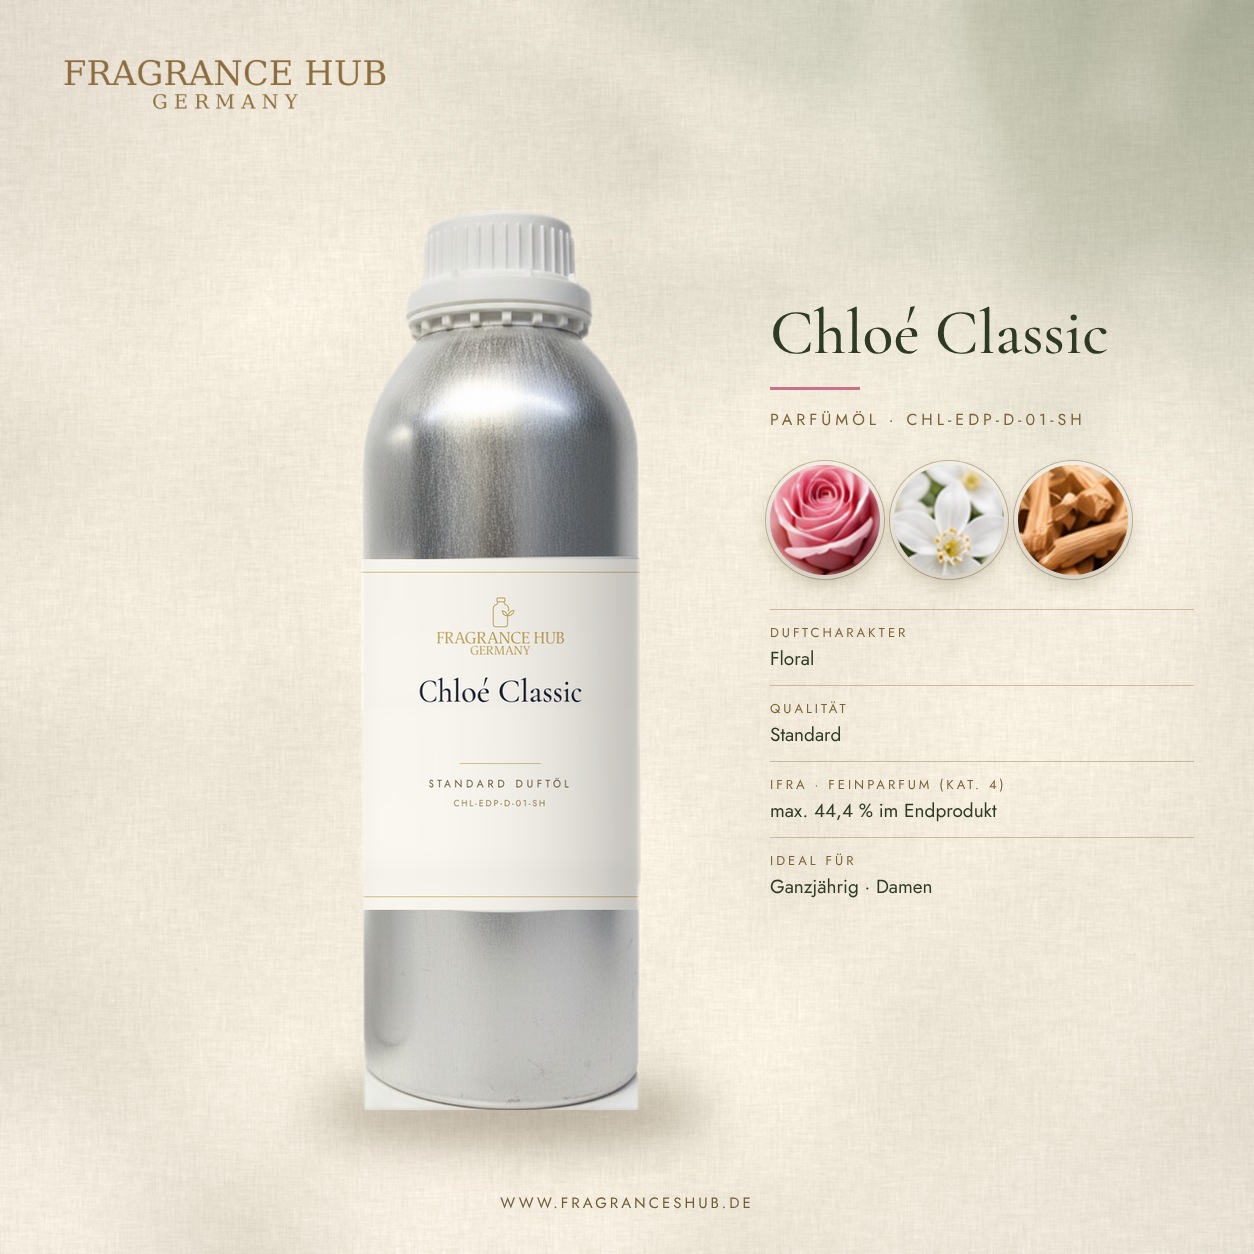 FRAGRANCE HUB
GERMANY
Chloé Classic
PARFÜMÖL · CHL-EDP-D-01-SH
DUFTCHARAKTER
Floral
QUALITÄT
Standard
IFRA · FEINPARFUM (KAT. 4)
max. 44,4 % im Endprodukt
IDEAL FÜR
Ganzjährig · Damen
FRAGRANCE HUB
GERMANY
Chloé Classic
STANDARD DUFTÖL
CHL-EDP-D-01-SH
WWW.FRAGRANCESHUB.DE